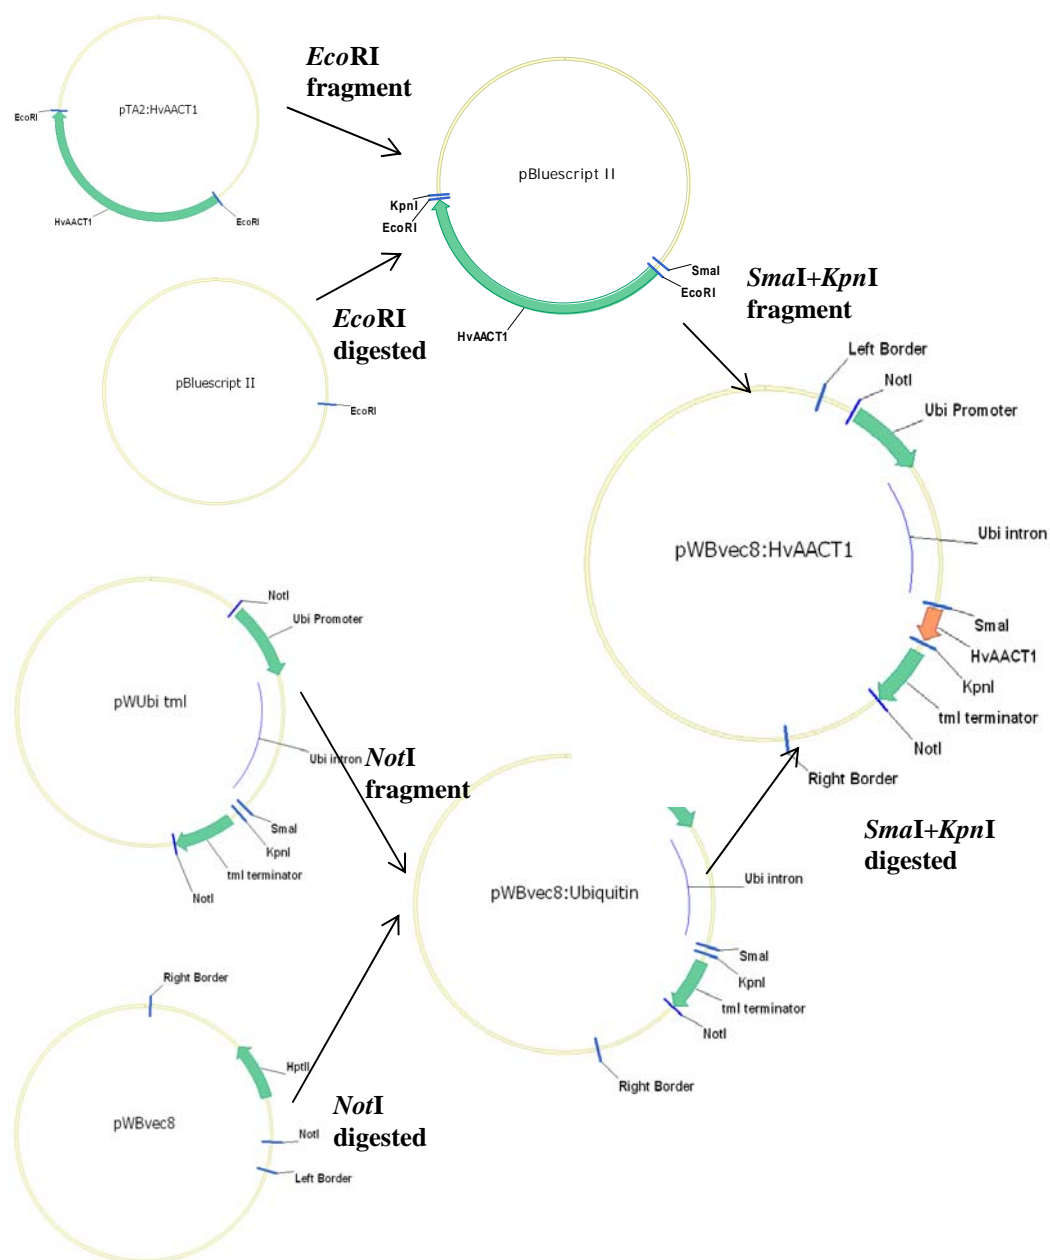 EcoRI
fragment
EcoRI
pTA2:HvAACT1
HvAACT1
EcoRI
pBluescript II
KpnI
EcoRI
SmaI
EcoRI
HvAACT1
EcoRI
digested
pBluescript II
EcoRI
SmaI+KpnI
fragment
Left Border
NotI
Ubi Promoter
Ubi intron
pWBvec8:HvAACT1
SmaI
HvAACT1
KpnI
tml terminator
NotI
Right Border
NotI
Ubi Promoter
pWUbi tml
Ubi intron
SmaI
KpnI
tml terminator
NotI
NotI
fragment
SmaI+KpnI
digested
pWBvec8:Ubiquitin
Ubi intron
SmaI
KpnI
tml terminator
NotI
Right Border
Right Border
HptII
pWBvec8
NotI
Left Border
NotI
digested